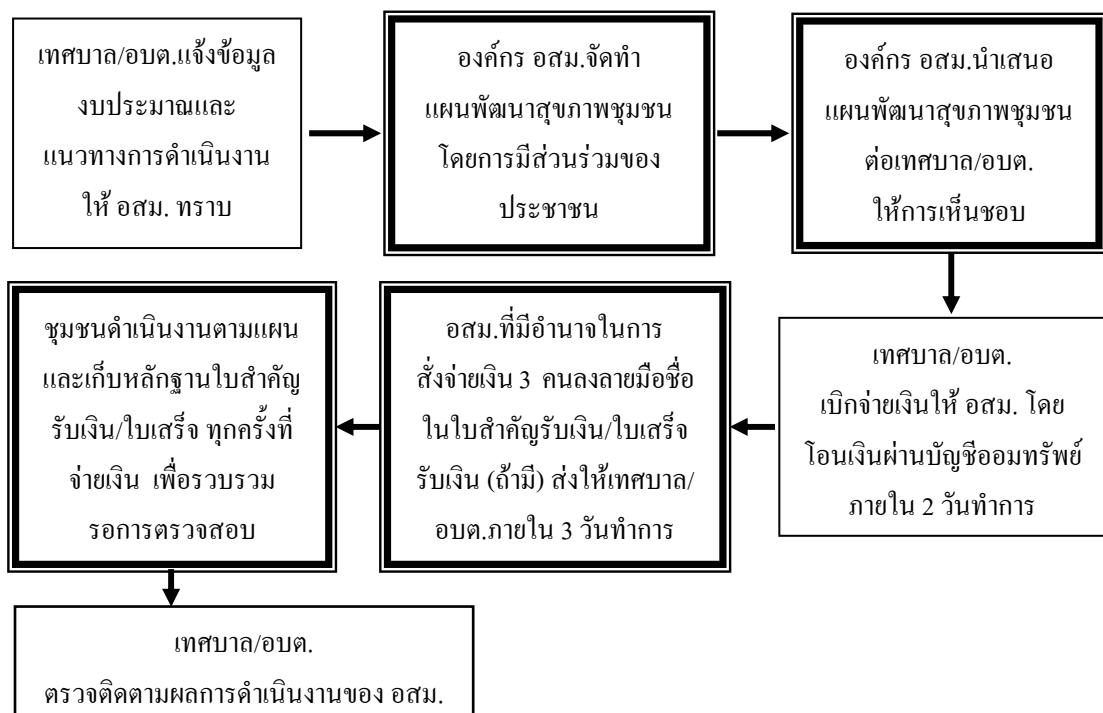 เทศบาล/อบต.แจ้งข้อมูล
งบประมาณและ
แนวทางการดำเนินงาน
ให้ อสม. ทราบ
องค์กร อสม.จัดทำ
แผนพัฒนาสุขภาพชุมชน
โดยการมีส่วนร่วมของ
ประชาชน
องค์กร อสม.นำเสนอ
แผนพัฒนาสุขภาพชุมชน
ต่อเทศบาล/อบต.
ให้การเห็นชอบ
เทศบาล/อบต.
เบิกจ่ายเงินให้ อสม. โดย
โอนเงินผ่านบัญชีออมทรัพย์
ภายใน 2 วันทำการ
อสม.ที่มีอำนาจในการ
สั่งจ่ายเงิน 3 คนลงลายมือชื่อ
ในใบสำคัญรับเงิน/ใบเสร็จ
รับเงิน (ถ้ามี) ส่งให้เทศบาล/
อบต.ภายใน 3 วันทำการ
ชุมชนดำเนินงานตามแผน
และเก็บหลักฐานใบสำคัญ
รับเงิน/ใบเสร็จ ทุกครั้งที่
จ่ายเงิน เพื่อรวบรวม
รอการตรวจสอบ
เทศบาล/อบต.
ตรวจติดตามผลการดำเนินงานของ อสม.